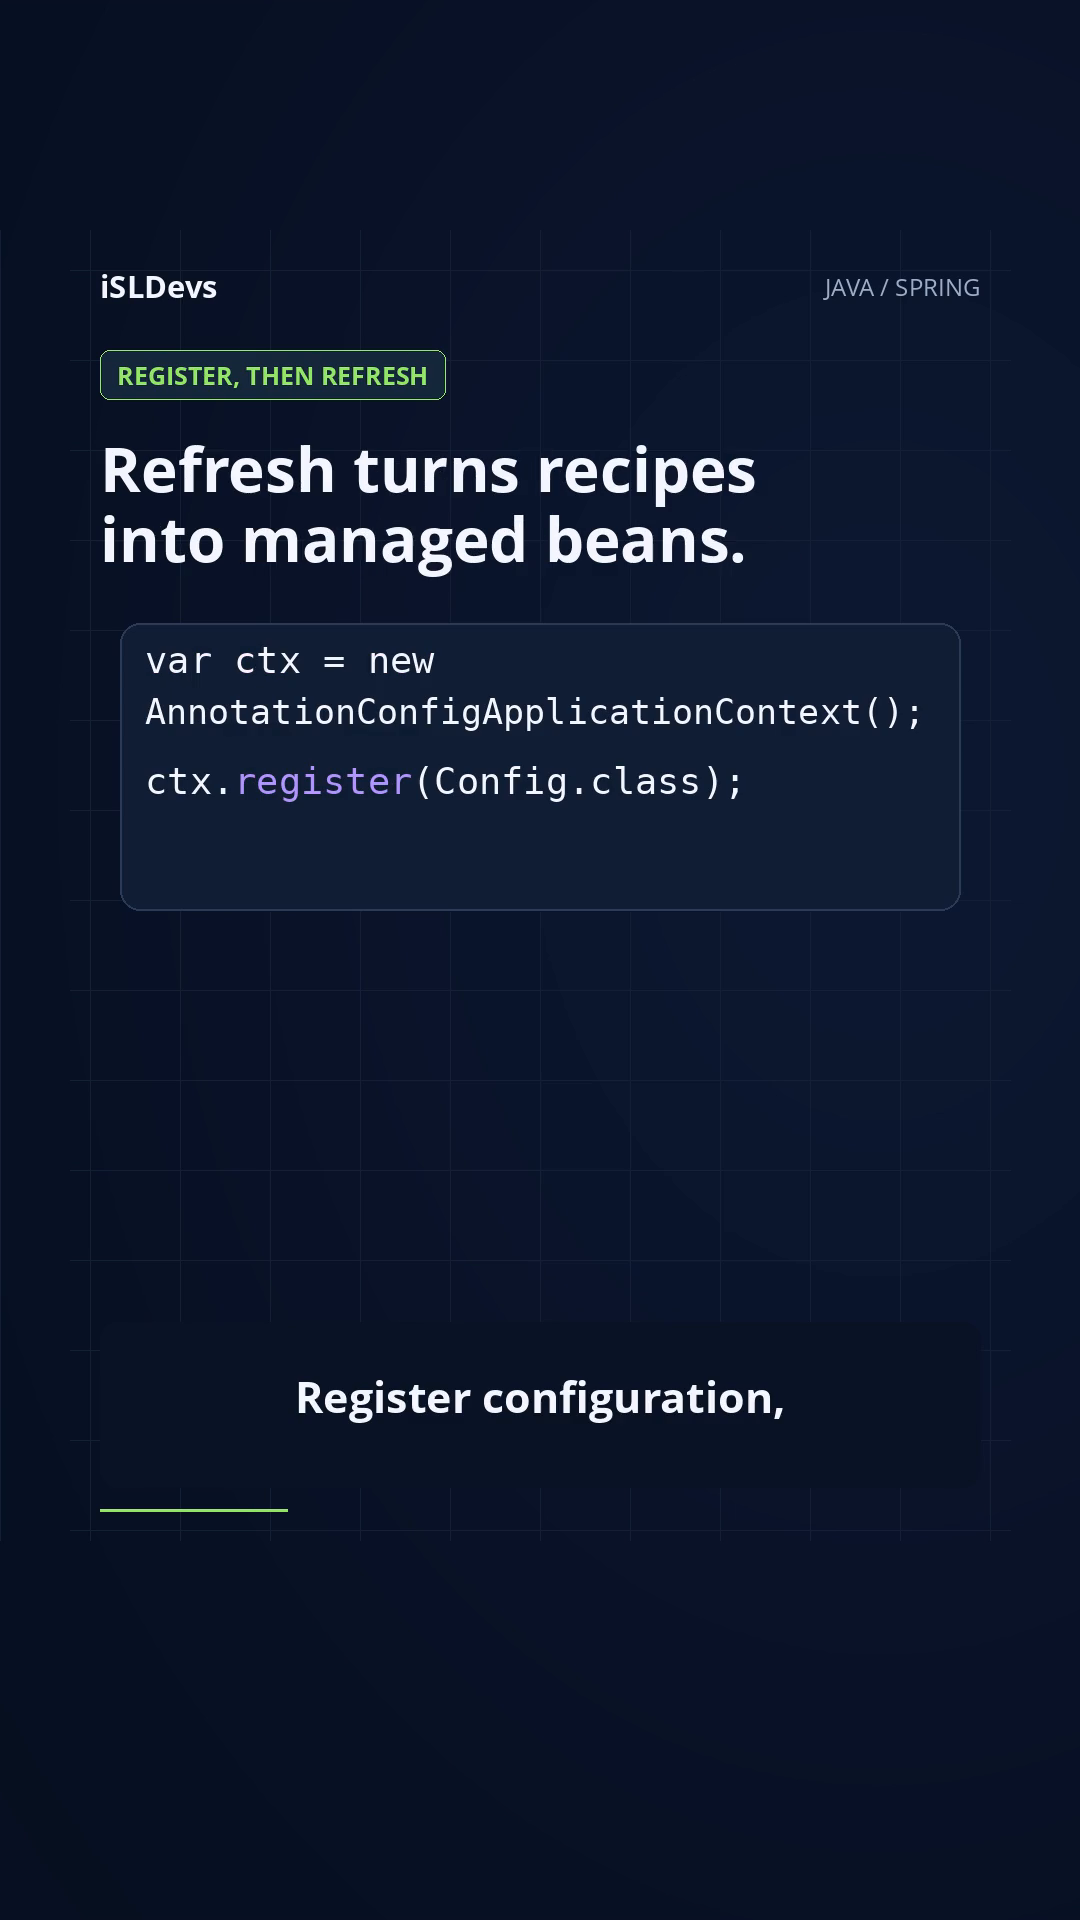 iSLDevs
JAVA / SPRING
REGISTER, THEN REFRESH
Refresh turns recipes
into managed beans.
var ctx = new
AnnotationConfigApplicationContext();
ctx.register(Config.class);
Register configuration,